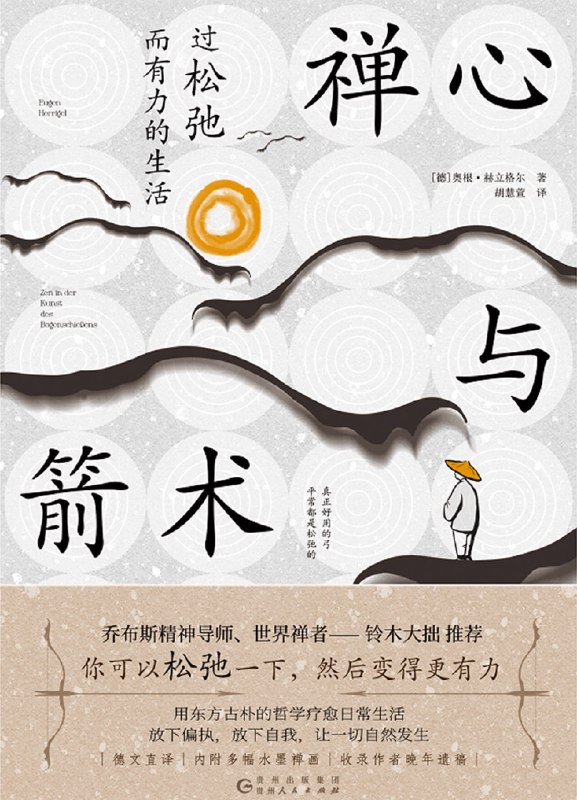 禅心
与
箭术
过松弛
而有力的生活
Eugen
Herrigel
[德]奥根·赫立格尔 著
胡慧萱 译
Zen in der
Kunst
des
Bogenschießens
真正好用的弓
平常都是松弛的
乔布斯精神导师、世界禅者——铃木大拙 推荐
你可以松弛一下，然后变得更有力
用东方古朴的哲学疗愈日常生活
放下偏执，放下自我，让一切自然发生
|德文直译|内附多幅水墨禅画|收录作者晚年遗稿|
贵州出版集团
贵州人民出版社